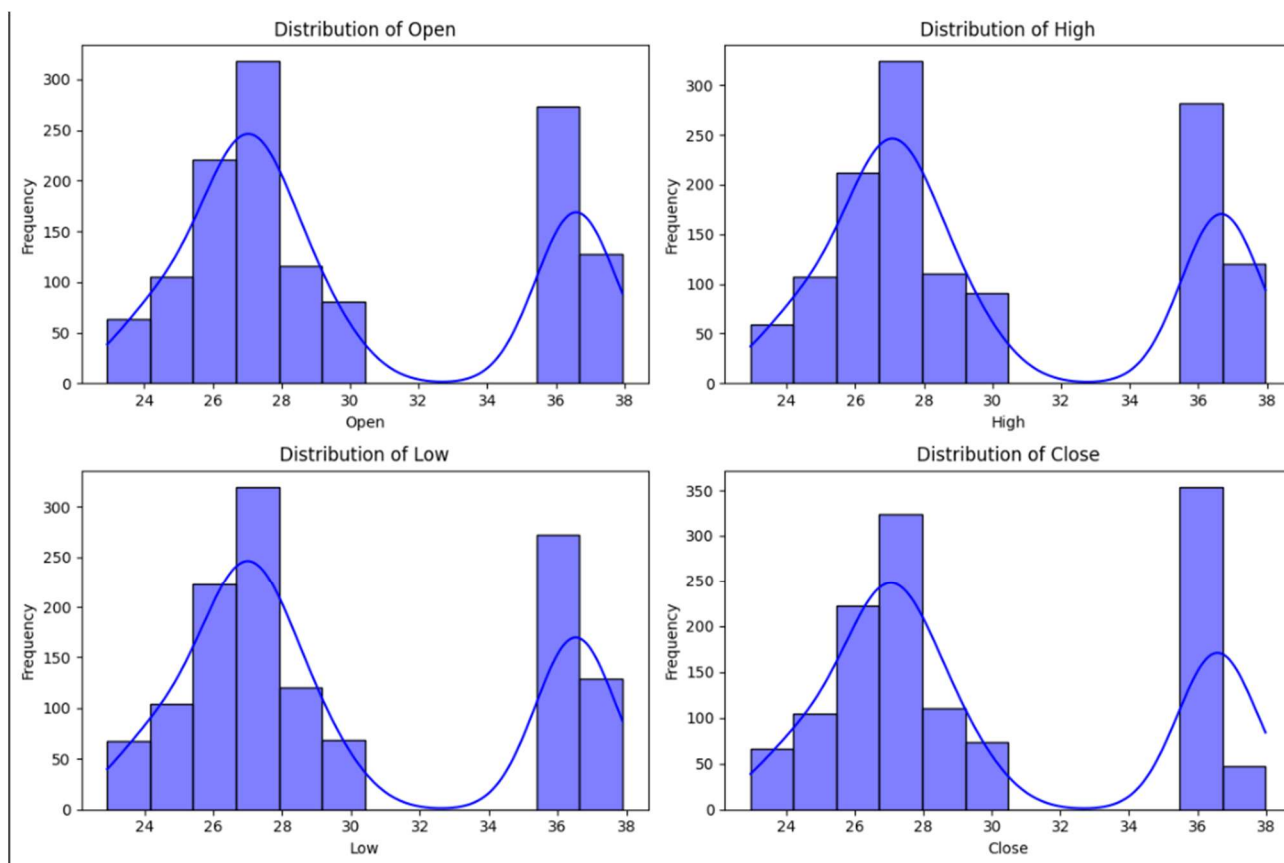 Distribution of Open
Frequency
300
250
200
150
100
50
0
24 26 28 30 32 34 36 38
Open
Distribution of High
Frequency
300
250
200
150
100
50
0
24 26 28 30 32 34 36 38
High
Distribution of Low
Frequency
300
250
200
150
100
50
0
24 26 28 30 32 34 36 38
Low
Distribution of Close
Frequency
350
300
250
200
150
100
50
0
24 26 28 30 32 34 36 38
Close